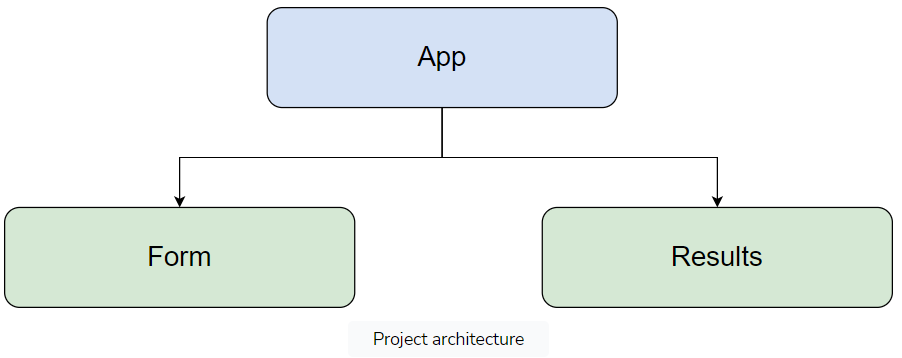 App
Form
Results
Project architecture